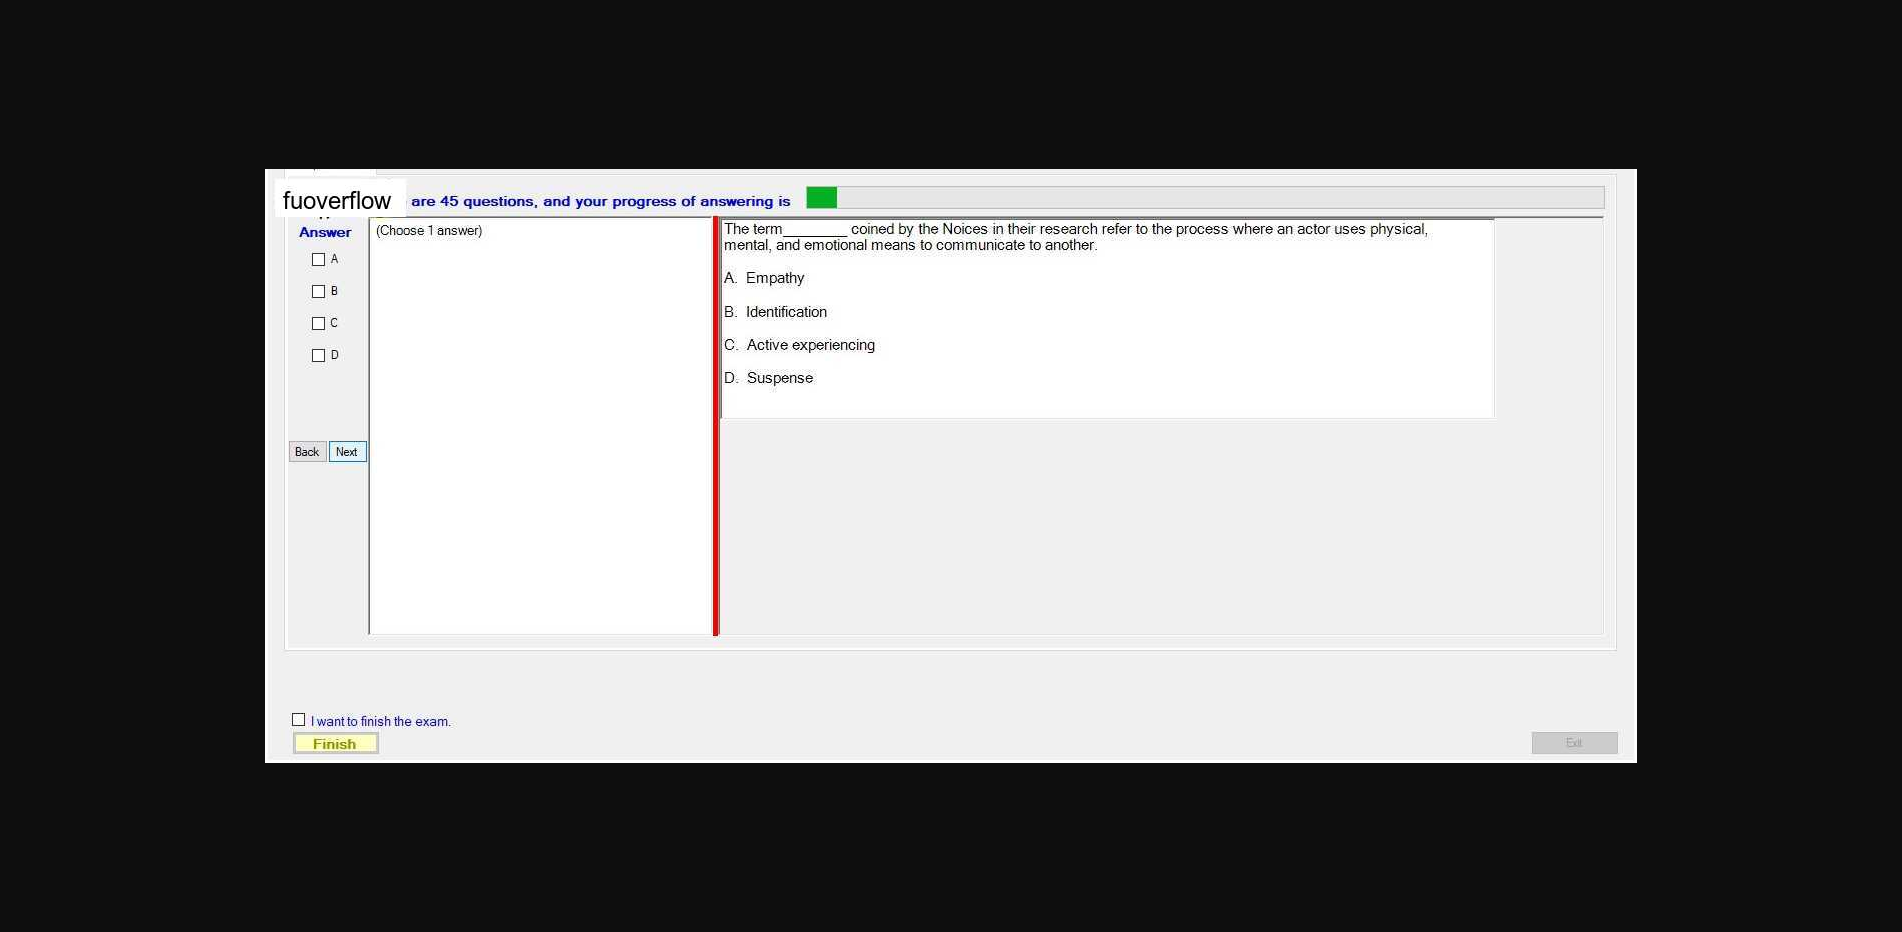 fuoverflow are 45 questions, and your progress of answering is
Answer
(Choose 1 answer)
A
B
C
D
Back Next
The term________ coined by the Noices in their research refer to the process where an actor uses physical,
mental, and emotional means to communicate to another.
A. Empathy
B. Identification
C. Active experiencing
D. Suspense
I want to finish the exam.
Finish
Exit